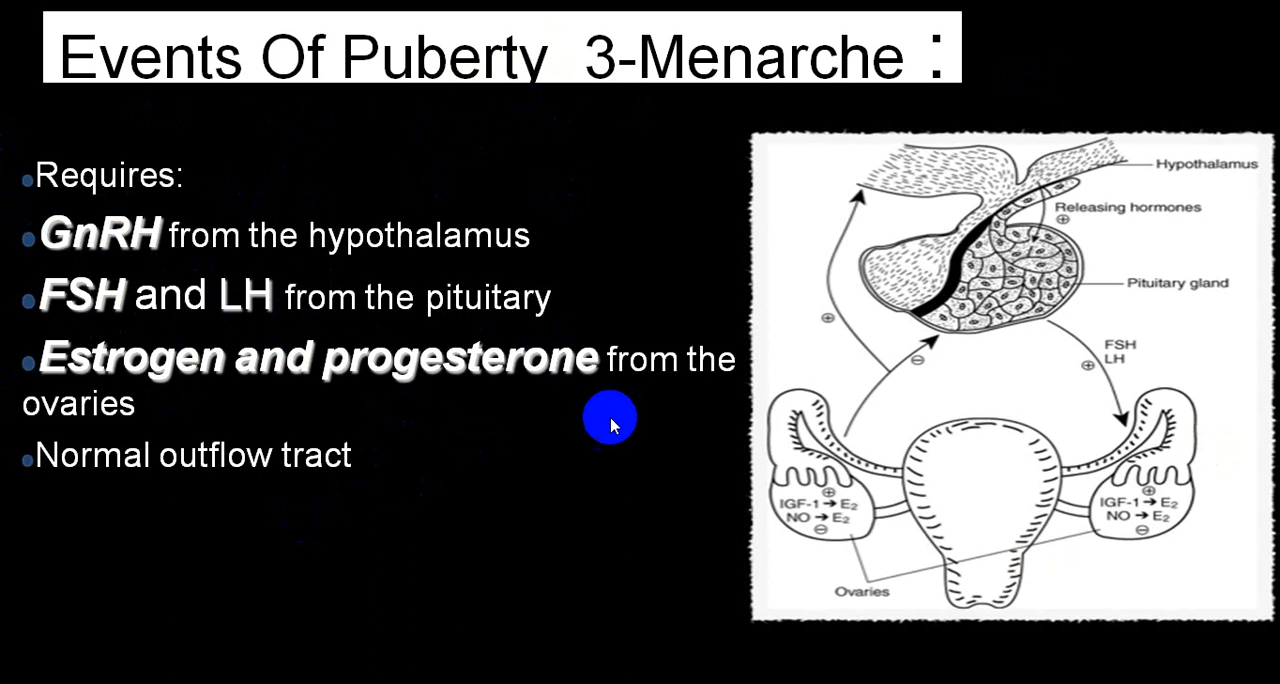 Events Of Puberty 3-Menarche :
•Requires:
•GnRH from the hypothalamus
•FSH and LH from the pituitary
•Estrogen and progesterone from the
ovaries
•Normal outflow tract
Hypothalamus
Releasing hormones
⊕
Pituitary gland
⊕
⊖
FSH
LH
⊕
⊕
IGF-1→E₂
NO→E₂
⊖
⊕
IGF-1→E₂
NO→E₂
⊖
Ovaries